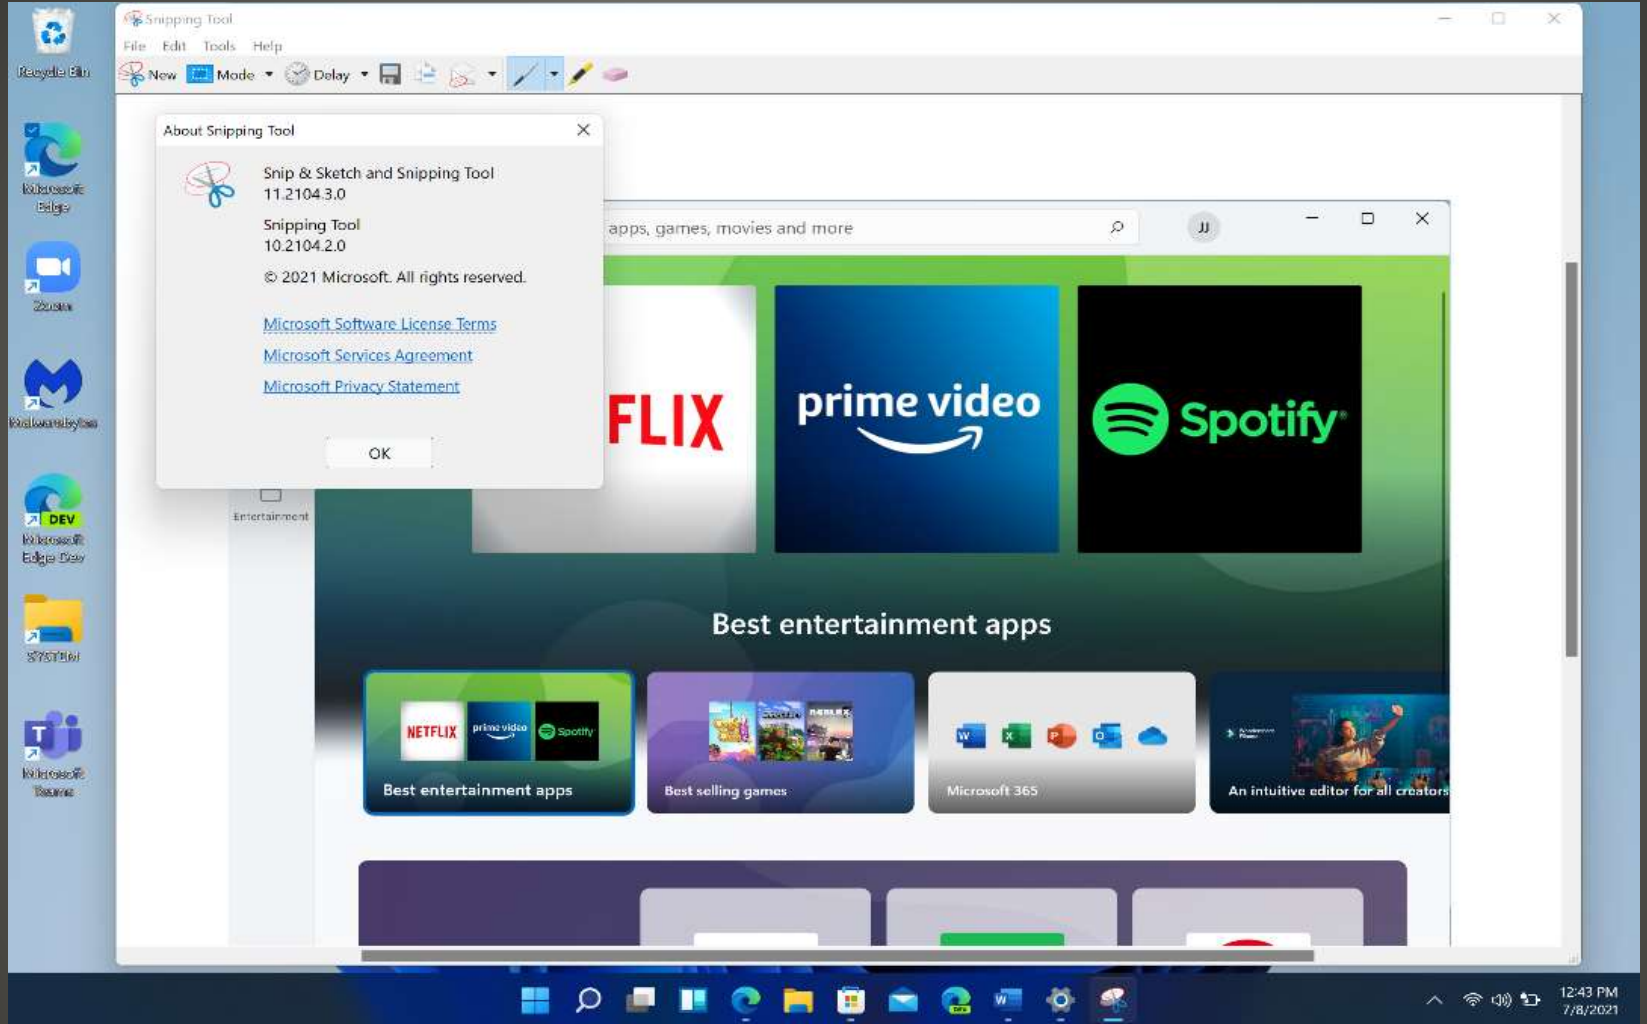 Snipping Tool
File Edit Tools Help
New Mode Delay
About Snipping Tool
Snip & Sketch and Snipping Tool
11.2104.3.0
Snipping Tool
10.2104.2.0
© 2021 Microsoft. All rights reserved.
Microsoft Software License Terms
Microsoft Services Agreement
Microsoft Privacy Statement
OK
Recycle Bin
Microsoft
Edge
Zoom
Malwarebytes
DEV
Microsoft
Edge Dev
SYSTEM
T
Microsoft
Teams
apps, games, movies and more
JJ
FLIX
prime video
Spotify
Entertainment
Best entertainment apps
NETFLIX
prime video
Spotify
Best entertainment apps
ROBLOX
Best selling games
W X P O
Microsoft 365
An intuitive editor for all creators
DEV
W
12:43 PM
7/8/2021